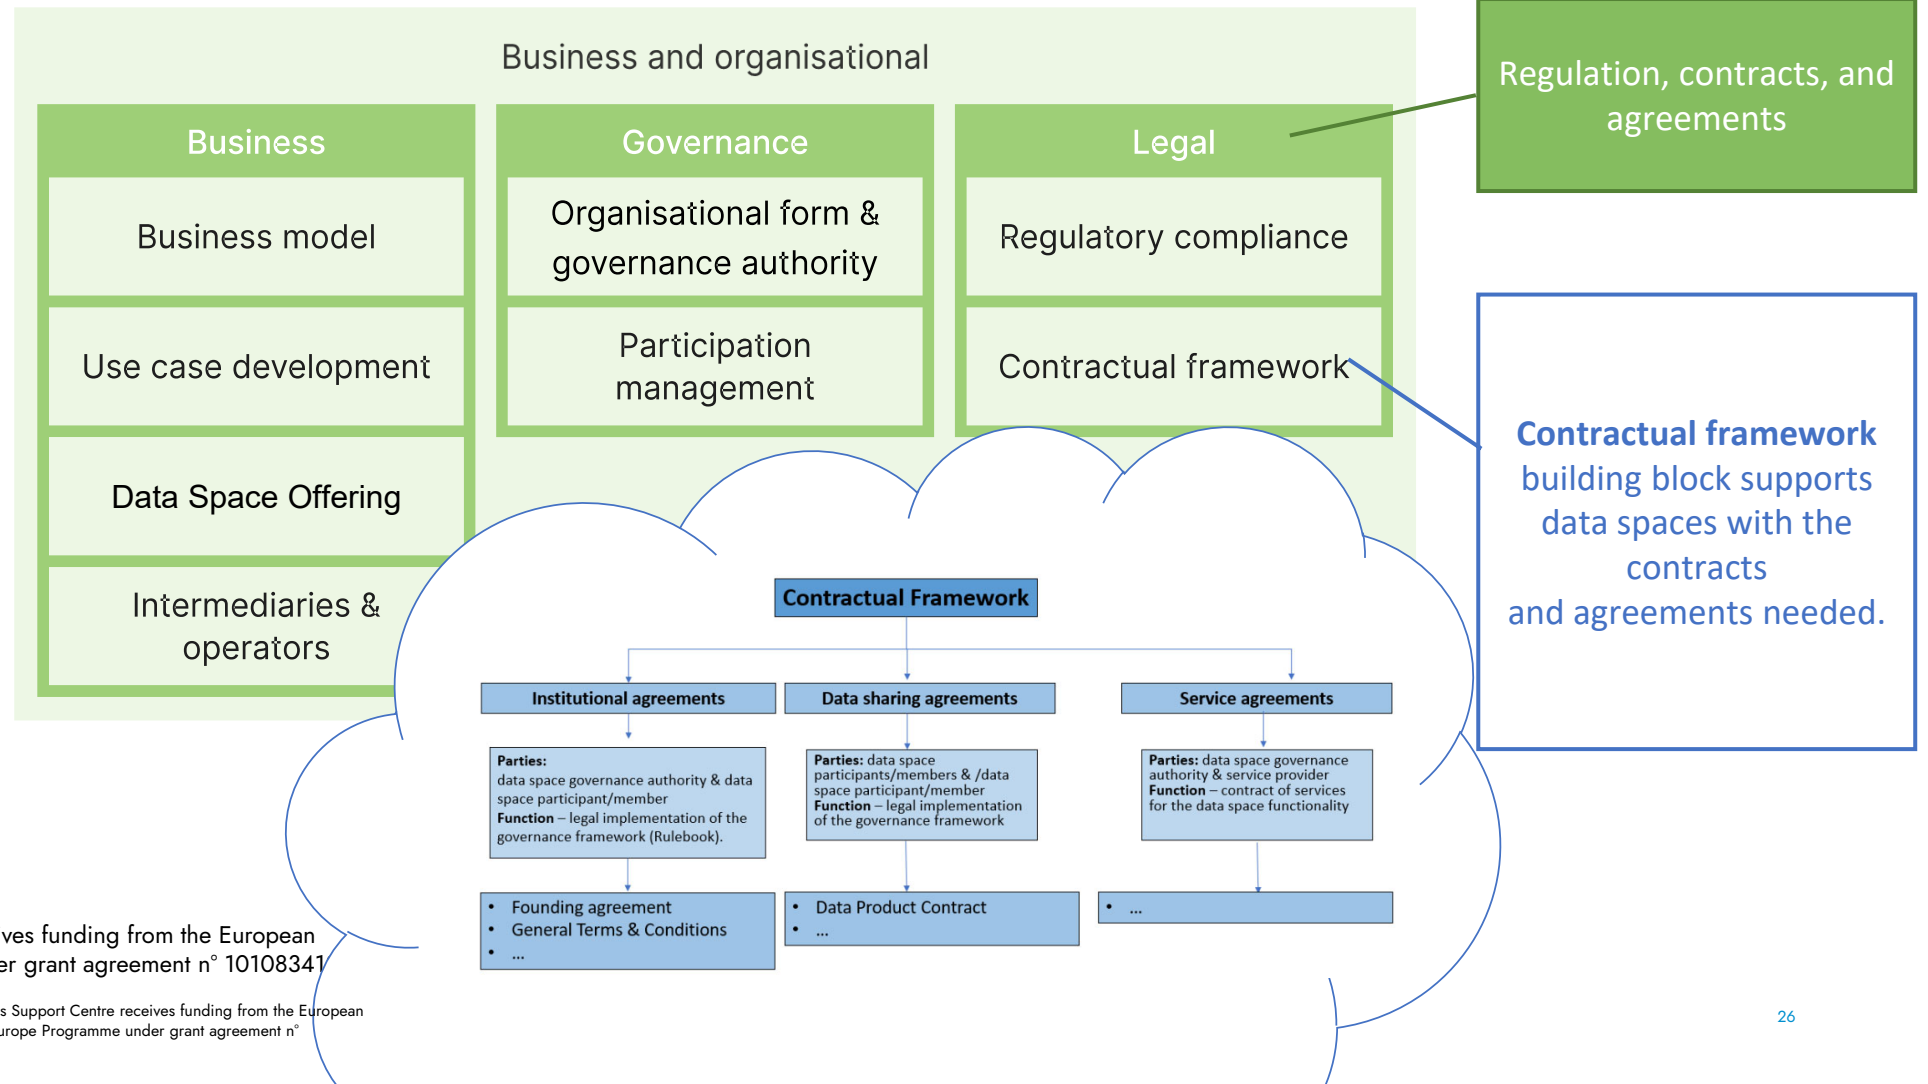 Business and organisational
Business
Business model
Use case development
Data Space Offering
Intermediaries &
operators
Governance
Organisational form &
governance authority
Participation
management
Legal
Regulatory compliance
Contractual framework
Regulation, contracts, and
agreements
Contractual framework
building block supports
data spaces with the
contracts
and agreements needed.
Contractual Framework
Institutional agreements
Parties:
data space governance authority & data
space participant/member
Function – legal implementation of the
governance framework (Rulebook).
• Founding agreement
• General Terms & Conditions
• ...
Data sharing agreements
Parties: data space
participants/members & /data
space participant/member
Function – legal implementation
of the governance framework
• Data Product Contract
• ...
Service agreements
Parties: data space governance
authority & service provider
Function – contract of services
for the data space functionality
• ...
ves funding from the European
er grant agreement n° 10108341
s Support Centre receives funding from the European
urope Programme under grant agreement n°
26